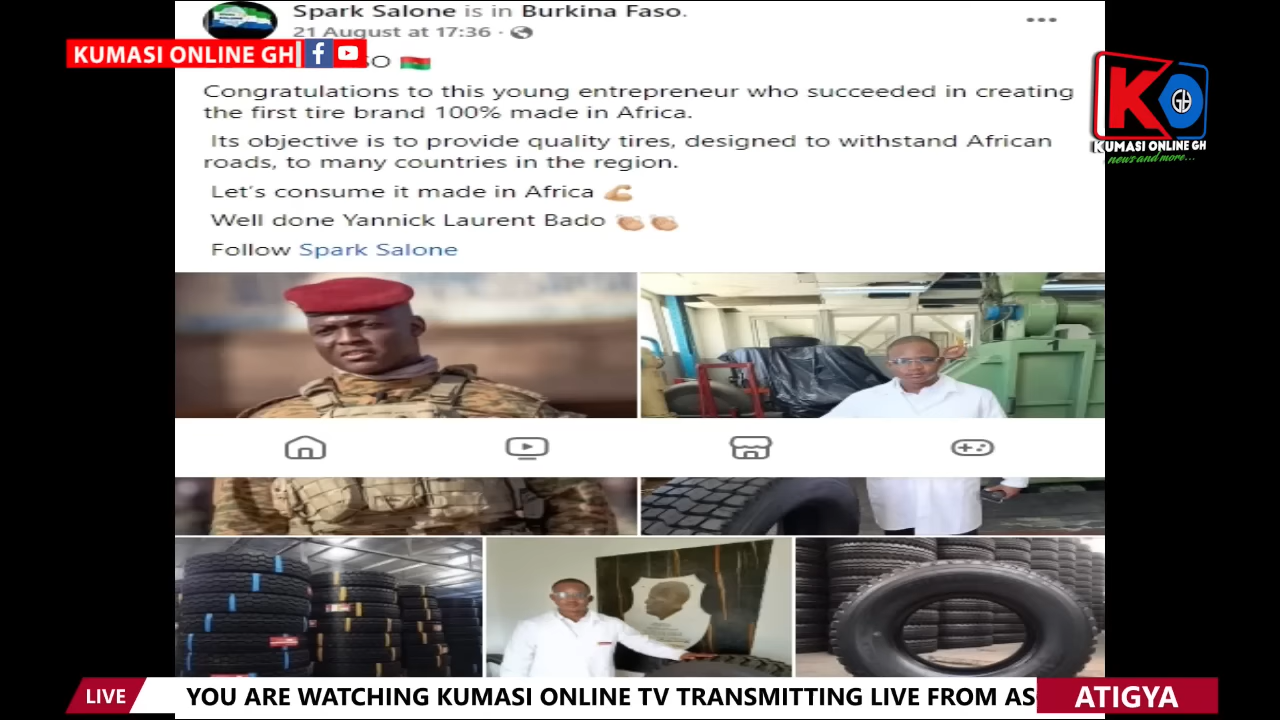 Spark Salone is in Burkina Faso.
21 August at 17:36
KUMASI ONLINE GH
Congratulations to this young entrepreneur who succeeded in creating
the first tire brand 100% made in Africa.
Its objective is to provide quality tires, designed to withstand African
roads, to many countries in the region.
Let's consume it made in Africa 💪🏼
Well done Yannick Laurent Bado 👏🏼👏🏼
Follow Spark Salone
KO
GH
KUMASI ONLINE GH
news and more...
LIVE
YOU ARE WATCHING KUMASI ONLINE TV TRANSMITTING LIVE FROM AS
ATIGYA